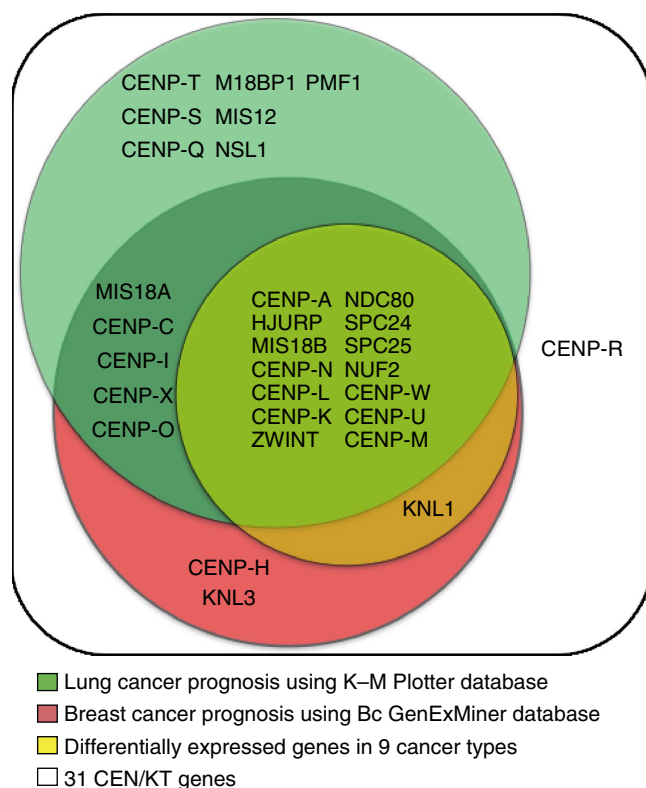 CENP-T M18BP1 PMF1
CENP-S MIS12
CENP-Q NSL1
MIS18A
CENP-C
CENP-I
CENP-X
CENP-O
CENP-A NDC80
HJURP SPC24
MIS18B SPC25
CENP-N NUF2
CENP-L CENP-W
CENP-K CENP-U
ZWINT CENP-M
CENP-R
KNL1
CENP-H
KNL3
Lung cancer prognosis using K–M Plotter database
Breast cancer prognosis using Bc GenExMiner database
Differentially expressed genes in 9 cancer types
31 CEN/KT genes